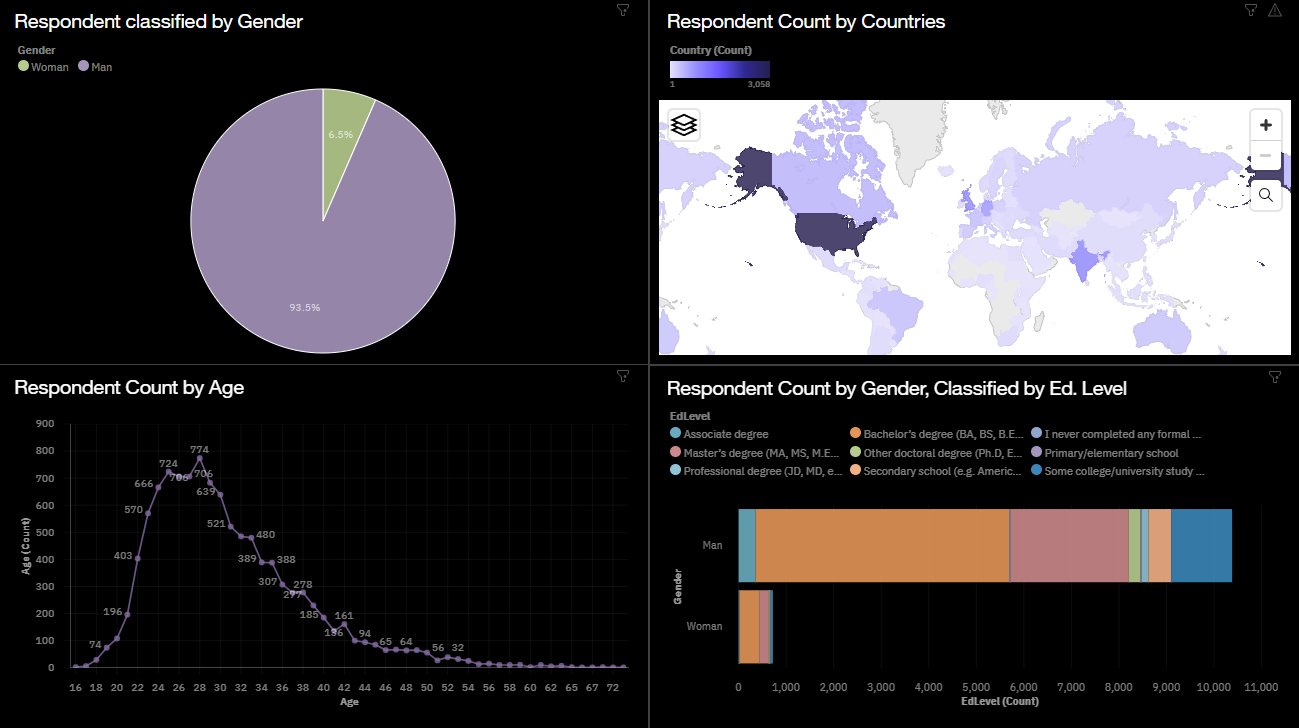 Respondent classified by Gender
Gender
Woman Man
6.5%
93.5%
Respondent Count by Countries
Country (Count)
1 3,058
Respondent Count by Age
Age (Count)
900
800
700
600
500
400
300
200
100
0
74
196
403
570
666
724
706
774
706
639
521
480
389
388
307
277
278
185
136
161
94
65
64
56
32
16 18 20 22 24 26 28 30 32 34 36 38 40 42 44 46 48 50 52 54 56 58 60 62 65 67 72
Age
Respondent Count by Gender, Classified by Ed. Level
EdLevel
Associate degree Bachelor's degree (BA, BS, B.E... I never completed any formal ...
Master's degree (MA, MS, M.E... Other doctoral degree (Ph.D, E... Primary/elementary school
Professional degree (JD, MD, e... Secondary school (e.g. Americ... Some college/university study ...
Gender
Man
Woman
0 1,000 2,000 3,000 4,000 5,000 6,000 7,000 8,000 9,000 10,000 11,000
EdLevel (Count)